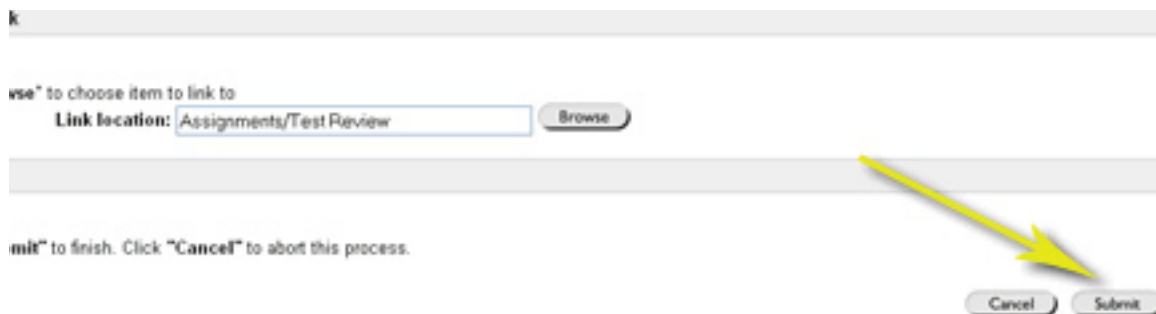 k
wse" to choose item to link to
Link location: Assignments/Test Review Browse
mit" to finish. Click "Cancel" to abort this process.
Cancel Submit